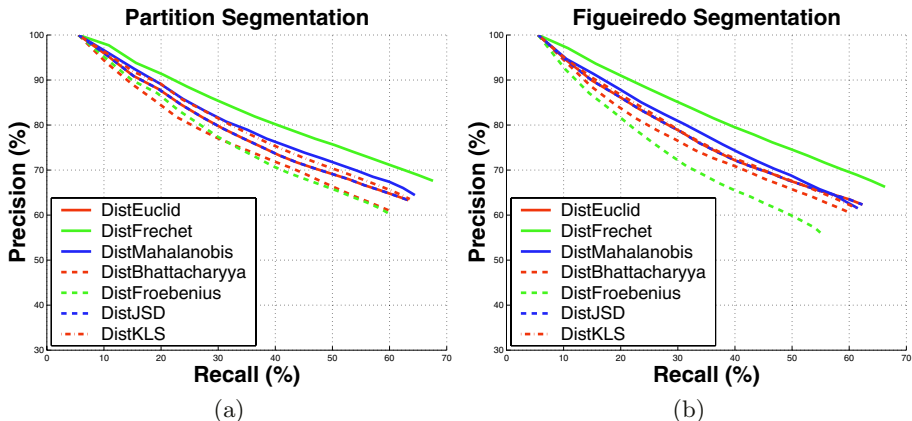 Partition Segmentation
Precision (%)
100
90
80
70
60
50
40
30
DistEuclid
DistFrechet
DistMahalanobis
DistBhattacharyya
DistFroebenius
DistJSD
DistKLS
0 10 20 30 40 50 60 70
Recall (%)
(a)
Figueiredo Segmentation
Precision (%)
100
90
80
70
60
50
40
30
DistEuclid
DistFrechet
DistMahalanobis
DistBhattacharyya
DistFroebenius
DistJSD
DistKLS
0 10 20 30 40 50 60 70
Recall (%)
(b)